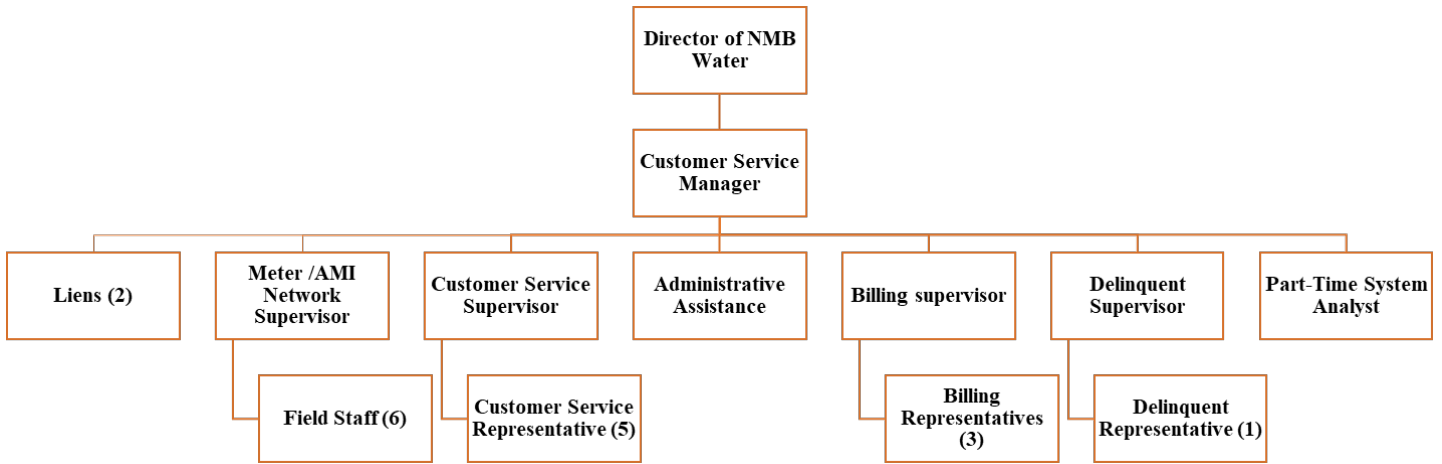 Director of NMB
Water
Customer Service
Manager
Liens (2)
Meter /AMI
Network
Supervisor
Customer Service
Supervisor
Administrative
Assistance
Billing supervisor
Delinquent
Supervisor
Part-Time System
Analyst
Field Staff (6)
Customer Service
Representative (5)
Billing
Representatives
(3)
Delinquent
Representative (1)